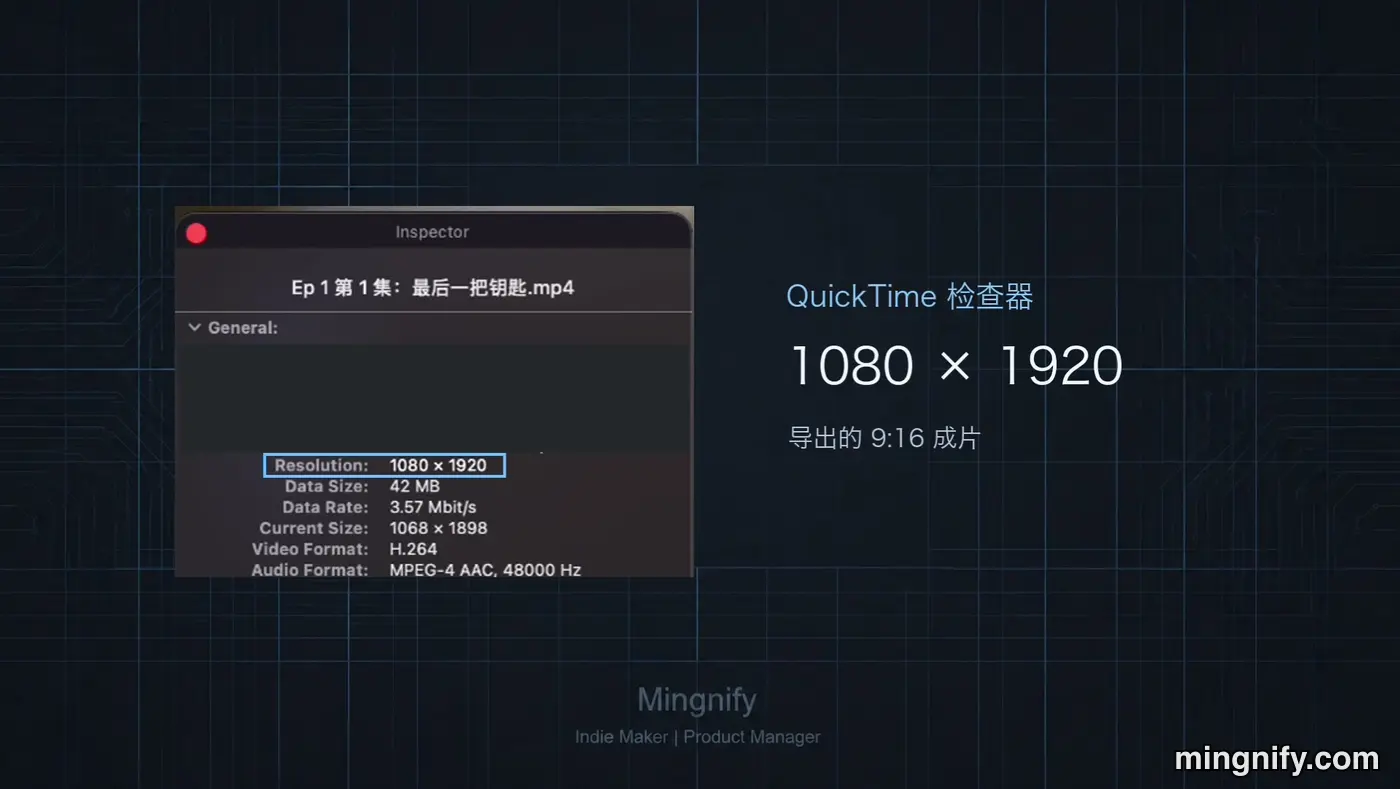 Inspector
Ep 1 第 1 集：最后一把钥匙.mp4
General:
Resolution: 1080 × 1920
Data Size: 42 MB
Data Rate: 3.57 Mbit/s
Current Size: 1068 × 1898
Video Format: H.264
Audio Format: MPEG-4 AAC, 48000 Hz
QuickTime 检查器
1080 × 1920
导出的 9:16 成片
Mingnify
Indie Maker | Product Manager
mingnify.com